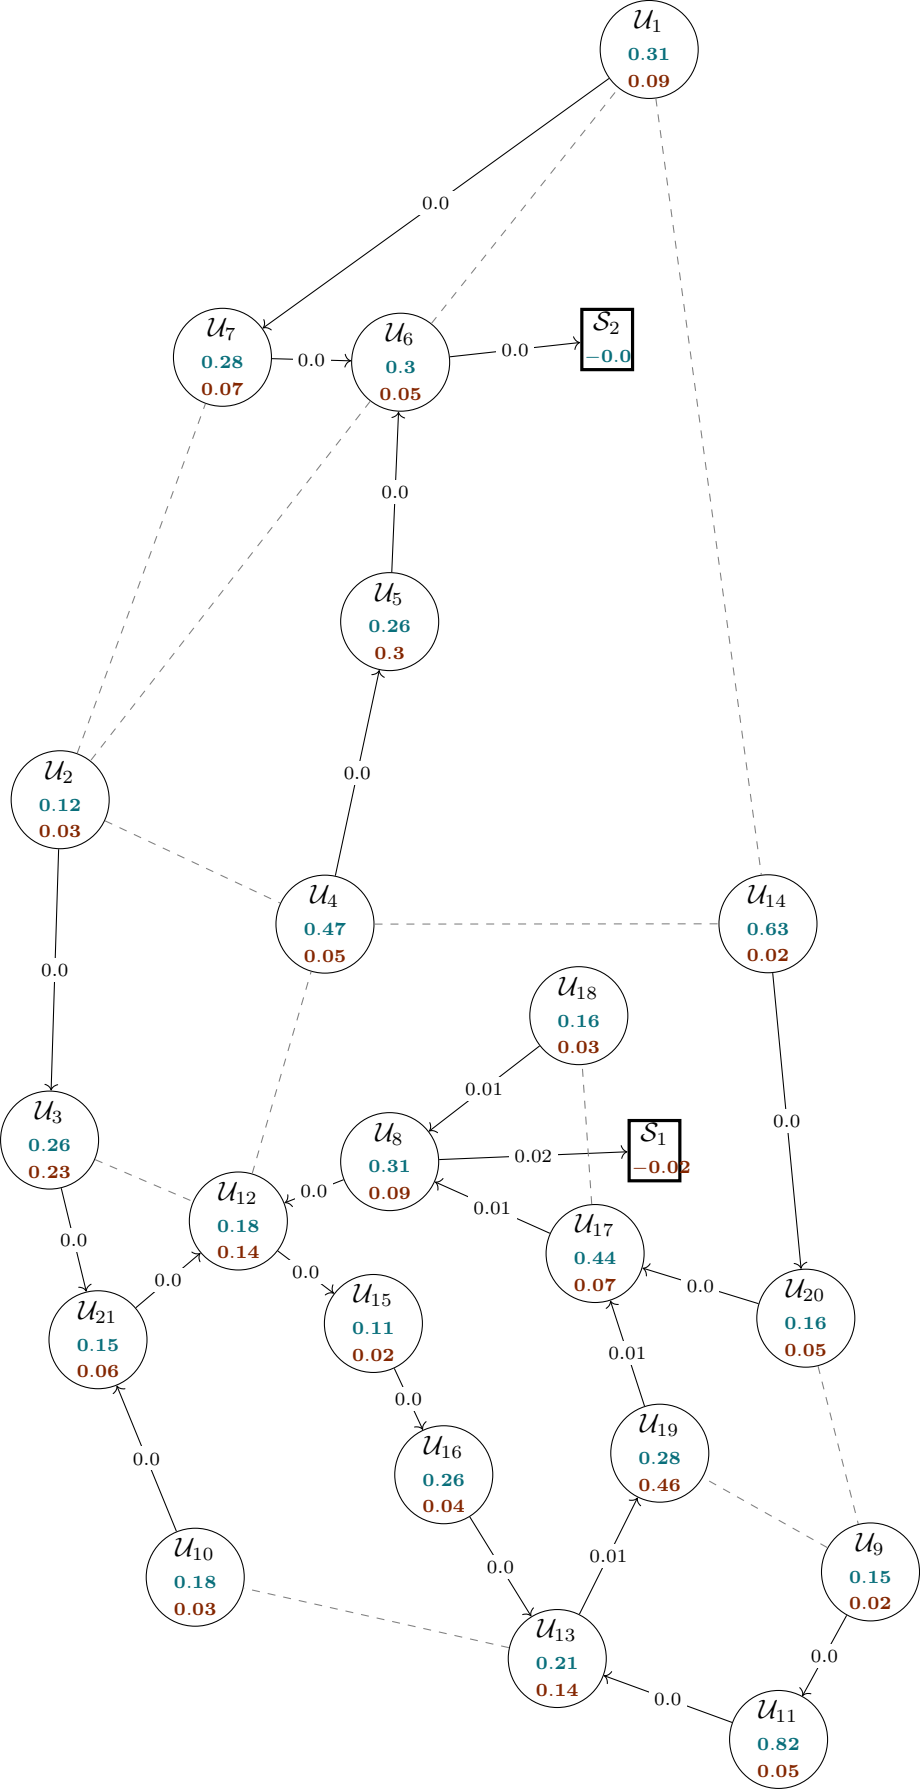 𝒰₁
0.31
0.09
0.0
𝒰₇
0.28
0.07
0.0
𝒰₆
0.3
0.05
0.0
𝒮₂
−0.0
0.0
𝒰₅
0.26
0.3
0.0
𝒰₂
0.12
0.03
𝒰₄
0.47
0.05
𝒰₁₄
0.63
0.02
0.0
𝒰₁₈
0.16
0.03
0.01
0.0
𝒰₃
0.26
0.23
𝒰₈
0.31
0.09
0.02
𝒮₁
−0.02
𝒰₁₂
0.18
0.14
0.0
0.01
𝒰₁₇
0.44
0.07
0.0
0.0
0.0
0.0
𝒰₂₁
0.15
0.06
𝒰₁₅
0.11
0.02
𝒰₂₀
0.16
0.05
0.01
0.0
𝒰₁₆
0.26
0.04
𝒰₁₉
0.28
0.46
0.0
𝒰₁₀
0.18
0.03
0.0
0.01
𝒰₉
0.15
0.02
𝒰₁₃
0.21
0.14
0.0
0.0
𝒰₁₁
0.82
0.05